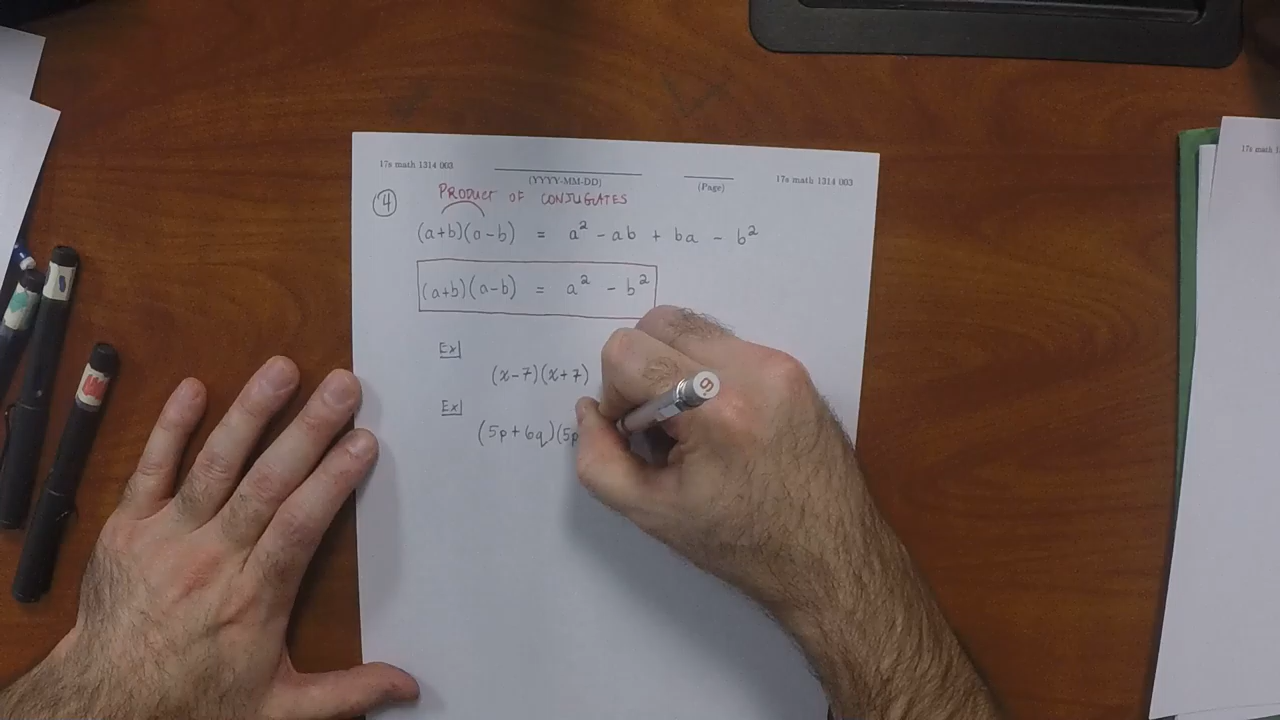 17s math 1314 003
(YYYY-MM-DD)
(Page)
17s math 1314 003
4
PRODUCT OF CONJUGATES
(a+b)(a-b) = a² - ab + ba - b²
(a+b)(a-b) = a² - b²
Ex
(x-7)(x+7)
Ex
(5p+6q)(5p